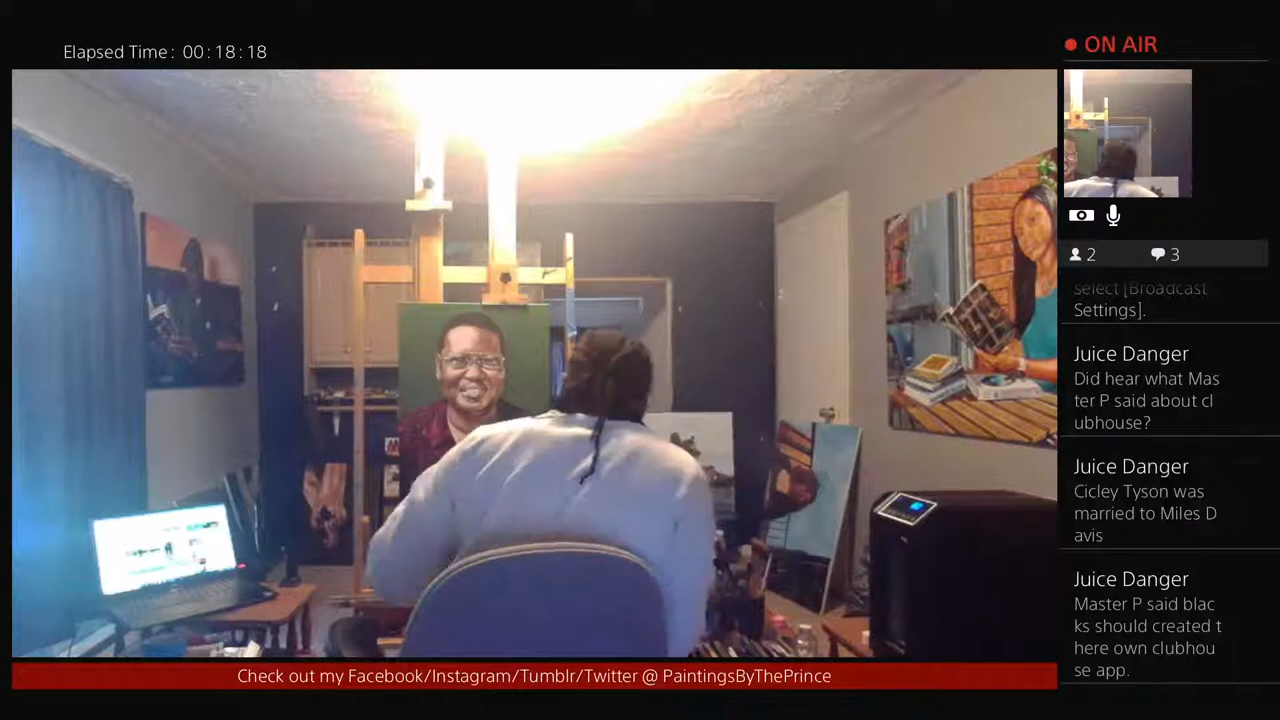 Elapsed Time: 00:18:18
ON AIR
2
3
select [Broadcast
Settings].
Juice Danger
Did hear what Mas
ter P said about cl
ubhouse?
Juice Danger
Cicley Tyson was
married to Miles D
avis
Juice Danger
Master P said blac
ks should created t
here own clubhou
se app.
Check out my Facebook/Instagram/Tumblr/Twitter @ PaintingsByThePrince